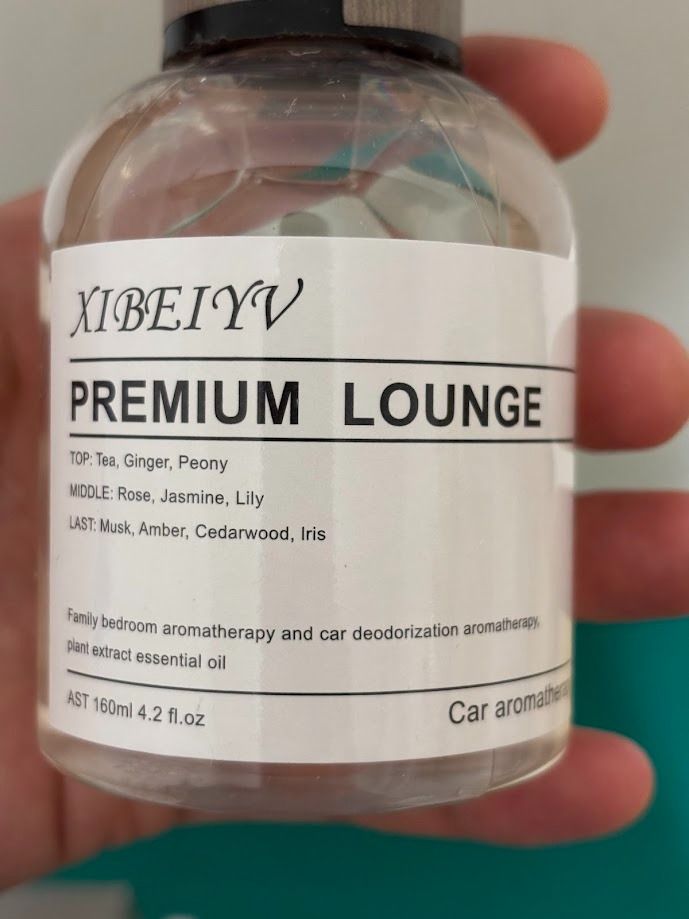 XIBEIYV
PREMIUM LOUNGE
TOP: Tea, Ginger, Peony
MIDDLE: Rose, Jasmine, Lily
LAST: Musk, Amber, Cedarwood, Iris
Family bedroom aromatherapy and car deodorization aromatherapy,
plant extract essential oil
AST 160ml 4.2 fl.oz
Car aromatherapy